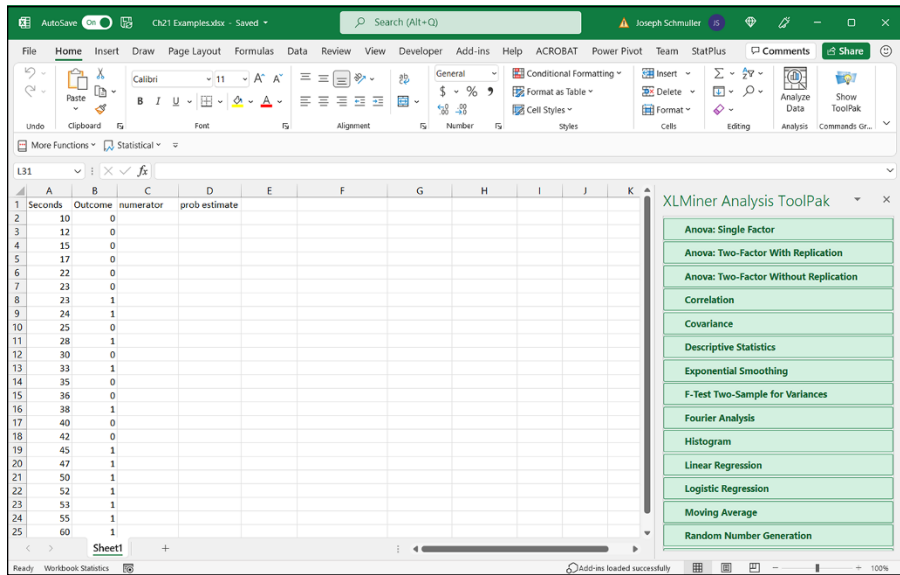 AutoSave On Ch21 Examples.xlsx - Saved Search (Alt+Q) Joseph Schmuller JS
File Home Insert Draw Page Layout Formulas Data Review View Developer Add-ins Help ACROBAT Power Pivot Team StatPlus Comments Share
Calibri 11 A A General Conditional Formatting Insert
Paste B I U A $ % 9 Format as Table Delete Analyze Data Show ToolPak
Cell Styles Format
Undo Clipboard Font Alignment Number Styles Cells Editing Analysis Commands Gr...
More Functions Statistical
L31 fx
A B C D E F G H I J K
1 Seconds Outcome numerator prob estimate
2 10 0
3 12 0
4 15 0
5 17 0
6 22 0
7 23 0
8 23 1
9 24 1
10 25 0
11 28 1
12 30 0
13 33 1
14 35 0
15 36 0
16 38 1
17 40 0
18 42 0
19 45 1
20 47 1
21 50 1
22 52 1
23 53 1
24 55 1
25 60 1
XLMiner Analysis ToolPak
Anova: Single Factor
Anova: Two-Factor With Replication
Anova: Two-Factor Without Replication
Correlation
Covariance
Descriptive Statistics
Exponential Smoothing
F-Test Two-Sample for Variances
Fourier Analysis
Histogram
Linear Regression
Logistic Regression
Moving Average
Random Number Generation
Sheet1
Ready Workbook Statistics Add-ins loaded successfully 100%